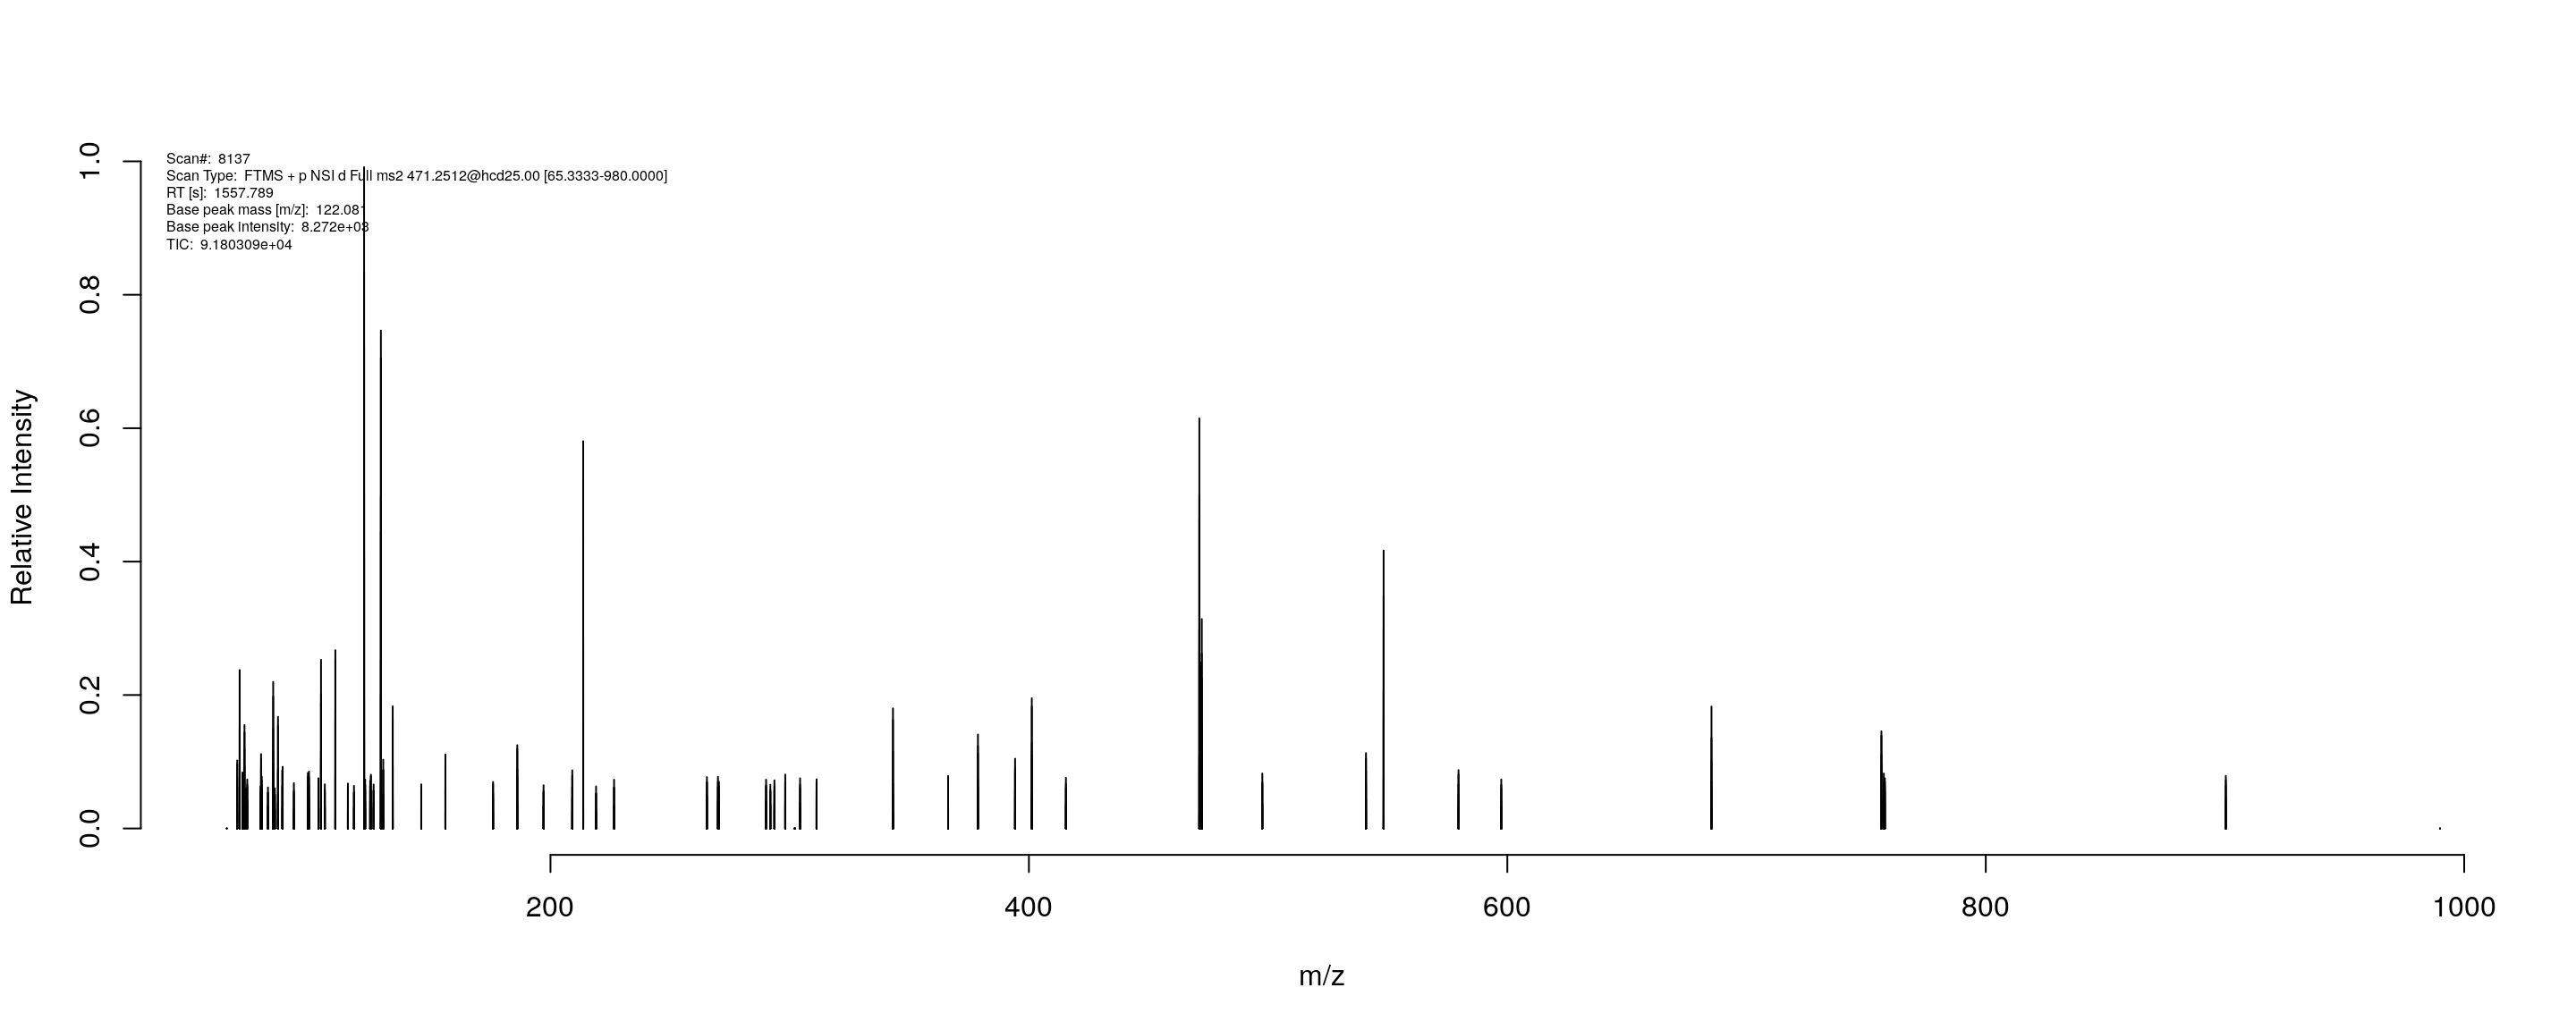 Scan#: 8137
Scan Type: FTMS + p NSI d Full ms2 471.2512@hcd25.00 [65.3333-980.0000]
RT [s]: 1557.789
Base peak mass [m/z]: 122.081
Base peak intensity: 8.272e+03
TIC: 9.180309e+04
1.0
0.8
0.6
0.4
0.2
0.0
Relative Intensity
200 400 600 800 1000
m/z